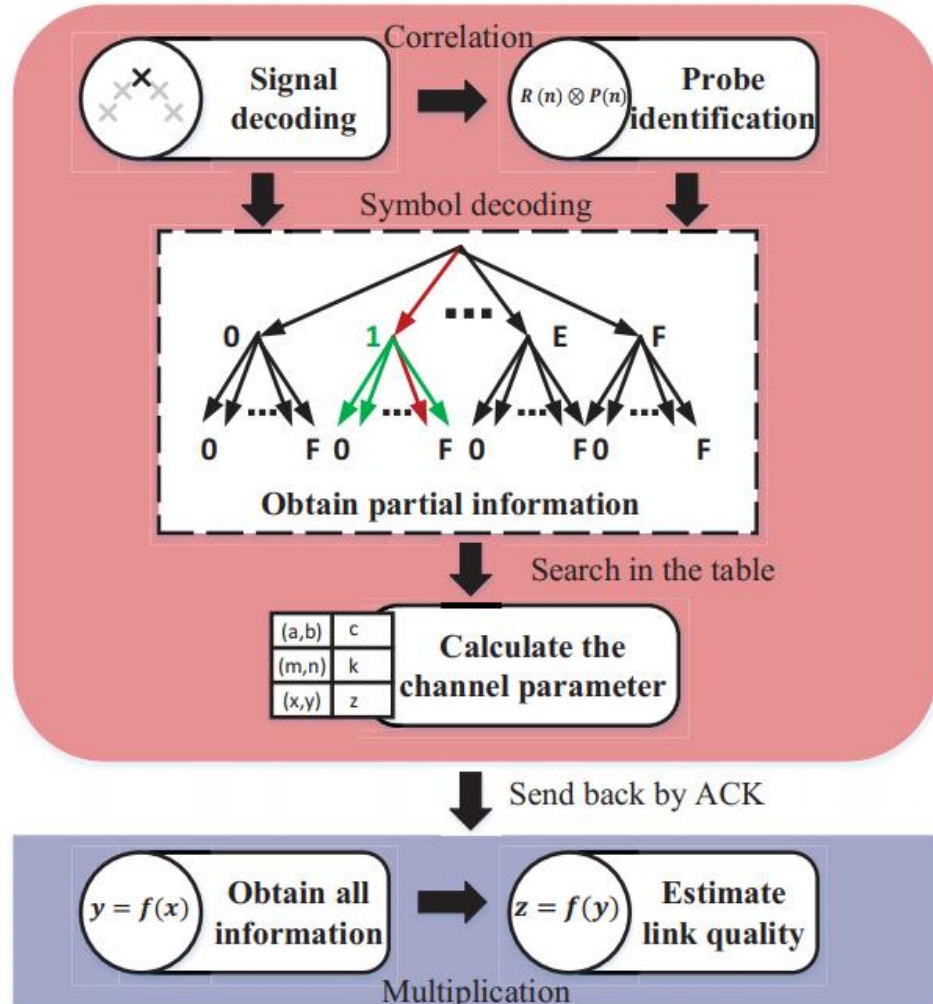 Correlation
Signal
decoding
R (n) ⊗ P(n)
Probe
identification
Symbol decoding
0 1 ... E F
... ... ... ...
0 F 0 F 0 F 0 F
Obtain partial information
Search in the table
(a,b) c
(m,n) k
(x,y) z
Calculate the
channel parameter
Send back by ACK
y = f(x)
Obtain all
information
z = f(y)
Estimate
link quality
Multiplication